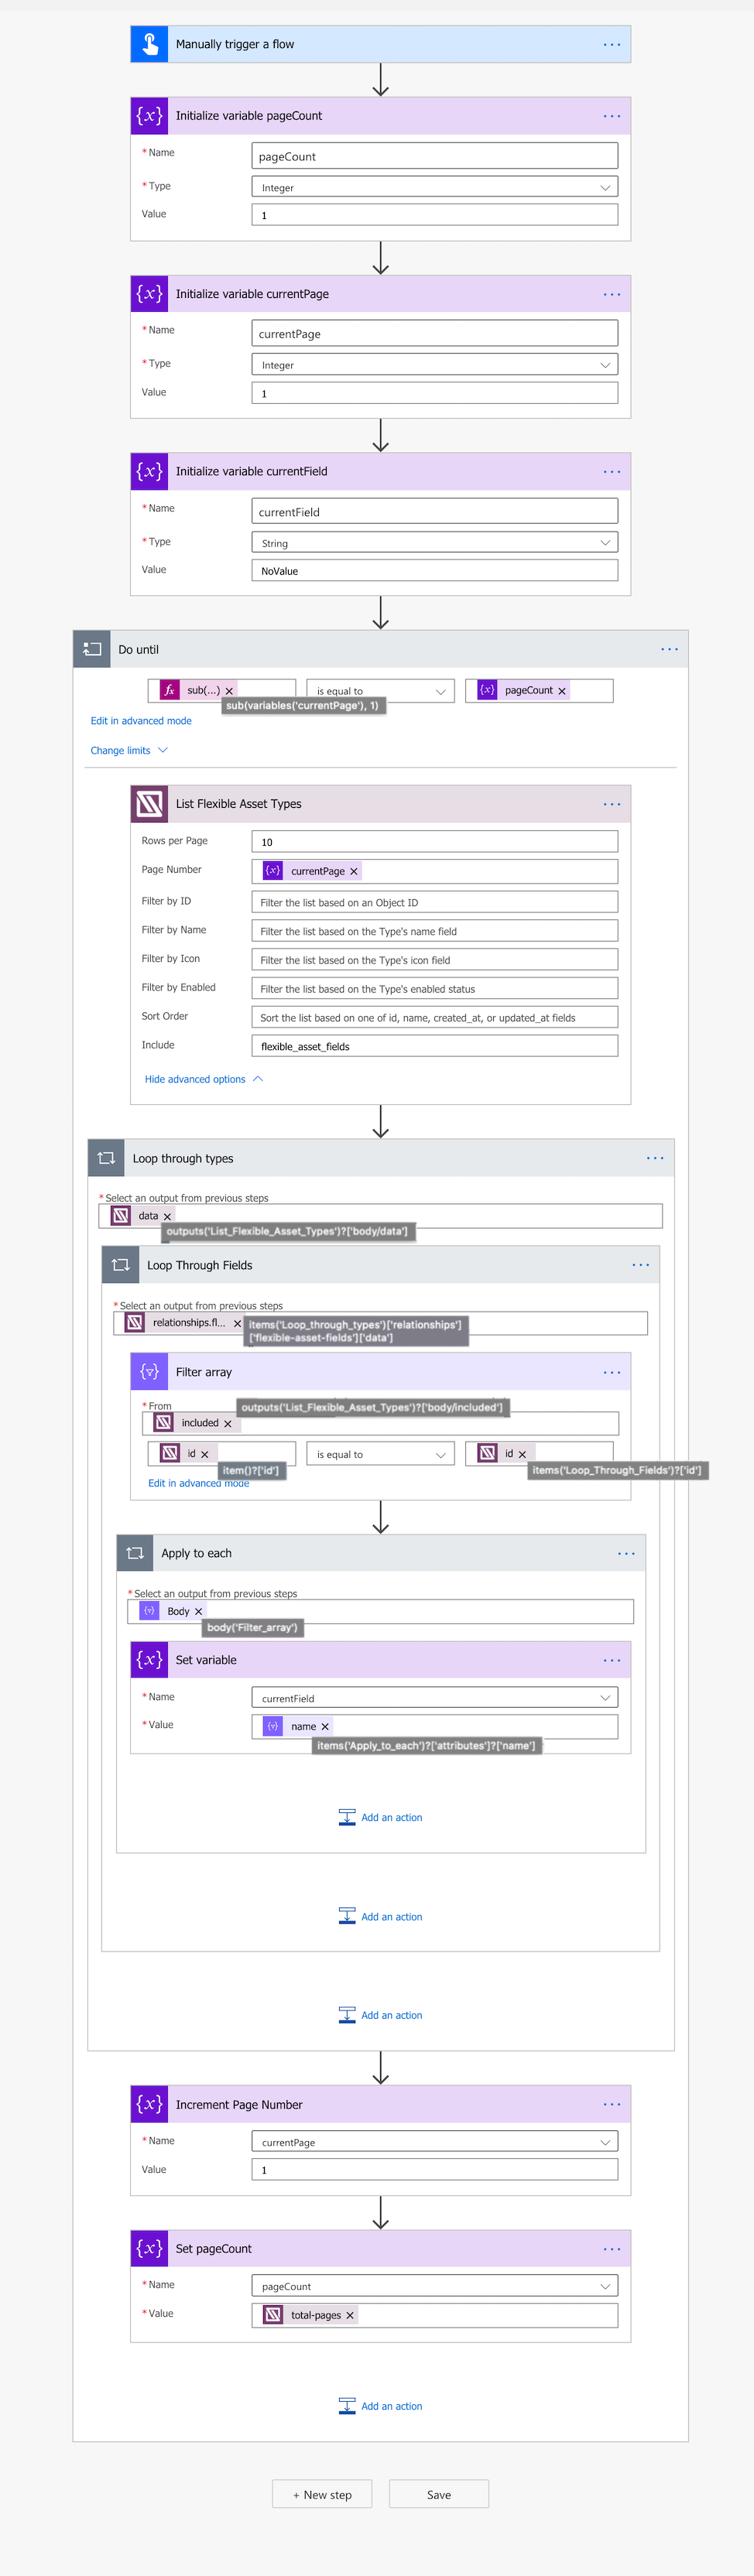 Manually trigger a flow
Initialize variable pageCount
* Name pageCount
* Type Integer
Value 1
Initialize variable currentPage
* Name currentPage
* Type Integer
Value 1
Initialize variable currentField
* Name currentField
* Type String
Value NoValue
Do until
fx sub(...) × is equal to {x} pageCount ×
sub(variables('currentPage'), 1)
Edit in advanced mode
Change limits
List Flexible Asset Types
Rows per Page 10
Page Number {x} currentPage ×
Filter by ID Filter the list based on an Object ID
Filter by Name Filter the list based on the Type's name field
Filter by Icon Filter the list based on the Type's icon field
Filter by Enabled Filter the list based on the Type's enabled status
Sort Order Sort the list based on one of id, name, created_at, or updated_at fields
Include flexible_asset_fields
Hide advanced options
Loop through types
* Select an output from previous steps
data ×
outputs('List_Flexible_Asset_Types')?['body/data']
Loop Through Fields
* Select an output from previous steps
relationships.fl... ×
items('Loop_through_types')['relationships']
['flexible-asset-fields']['data']
Filter array
* From
outputs('List_Flexible_Asset_Types')?['body/included']
included ×
id × is equal to id ×
item()?['id'] items('Loop_Through_Fields')?['id']
Edit in advanced mode
Apply to each
* Select an output from previous steps
Body ×
body('Filter_array')
Set variable
* Name currentField
* Value name ×
items('Apply_to_each')?['attributes']?['name']
Add an action
Add an action
Add an action
Increment Page Number
* Name currentPage
Value 1
Set pageCount
* Name pageCount
* Value total-pages ×
Add an action
+ New step Save